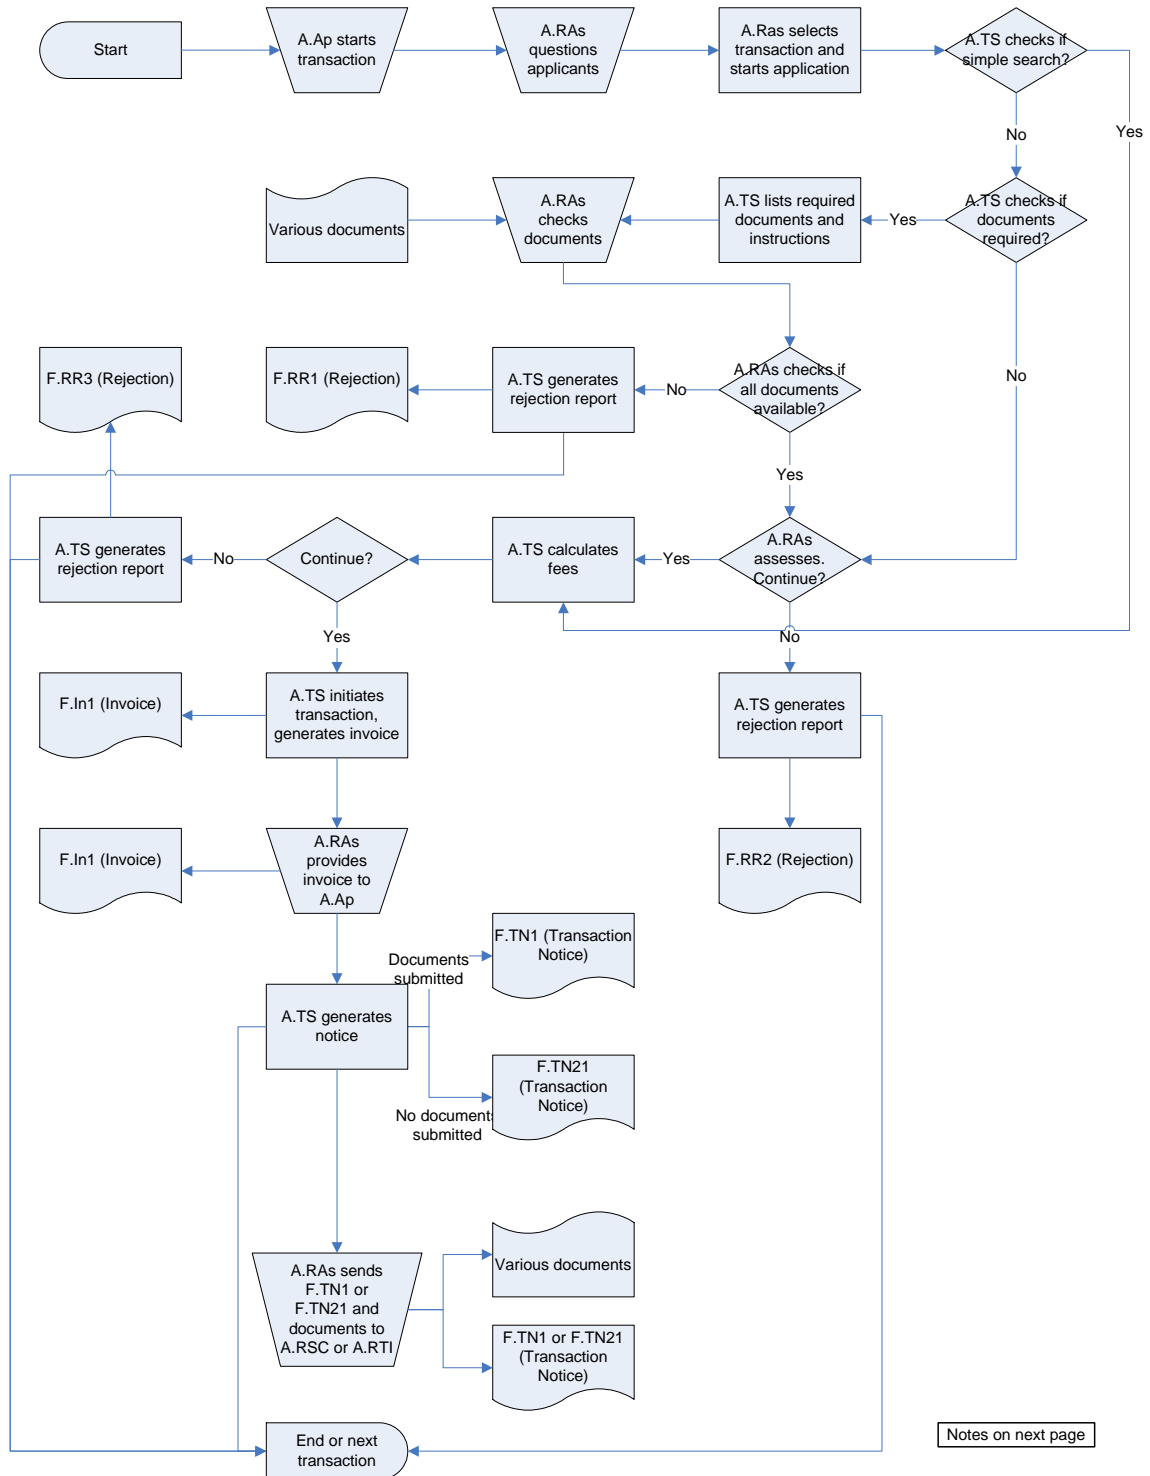 Start
A.Ap starts
transaction
A.RAs
questions
applicants
A.Ras selects
transaction and
starts application
A.TS checks if
simple search?
Yes
No
Various documents
A.RAs
checks
documents
A.TS lists required
documents and
instructions
Yes
A.TS checks if
documents
required?
No
F.RR3 (Rejection)
F.RR1 (Rejection)
A.TS generates
rejection report
No
A.RAs checks if
all documents
available?
Yes
A.TS generates
rejection report
No
Continue?
A.TS calculates
fees
Yes
A.RAs
assesses.
Continue?
Yes
No
F.In1 (Invoice)
A.TS initiates
transaction,
generates invoice
A.TS generates
rejection report
F.In1 (Invoice)
A.RAs
provides
invoice to
A.Ap
F.RR2 (Rejection)
Documents
submitted
F.TN1 (Transaction
Notice)
A.TS generates
notice
F.TN21
(Transaction
Notice)
No documents
submitted
A.RAs sends
F.TN1 or
F.TN21 and
documents to
A.RSC or A.RTI
Various documents
F.TN1 or F.TN21
(Transaction
Notice)
End or next
transaction
Notes on next page